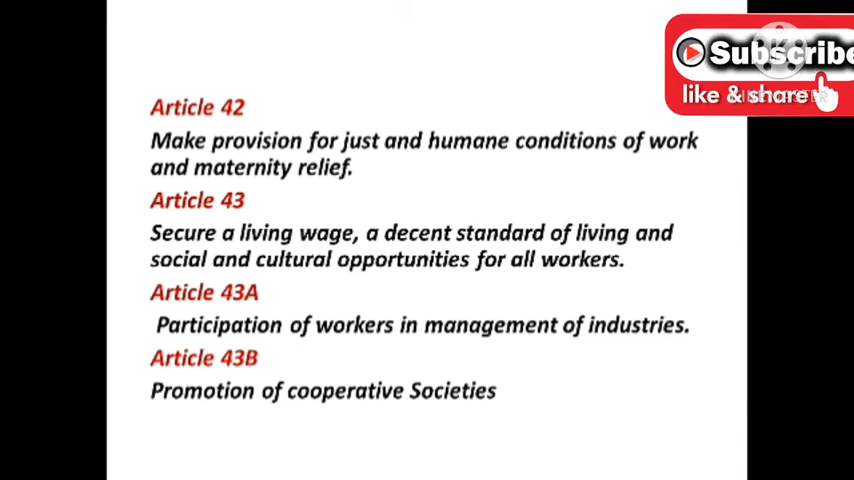 Subscribe
like & share
KINEMASTER
Article 42
Make provision for just and humane conditions of work
and maternity relief.
Article 43
Secure a living wage, a decent standard of living and
social and cultural opportunities for all workers.
Article 43A
Participation of workers in management of industries.
Article 43B
Promotion of cooperative Societies